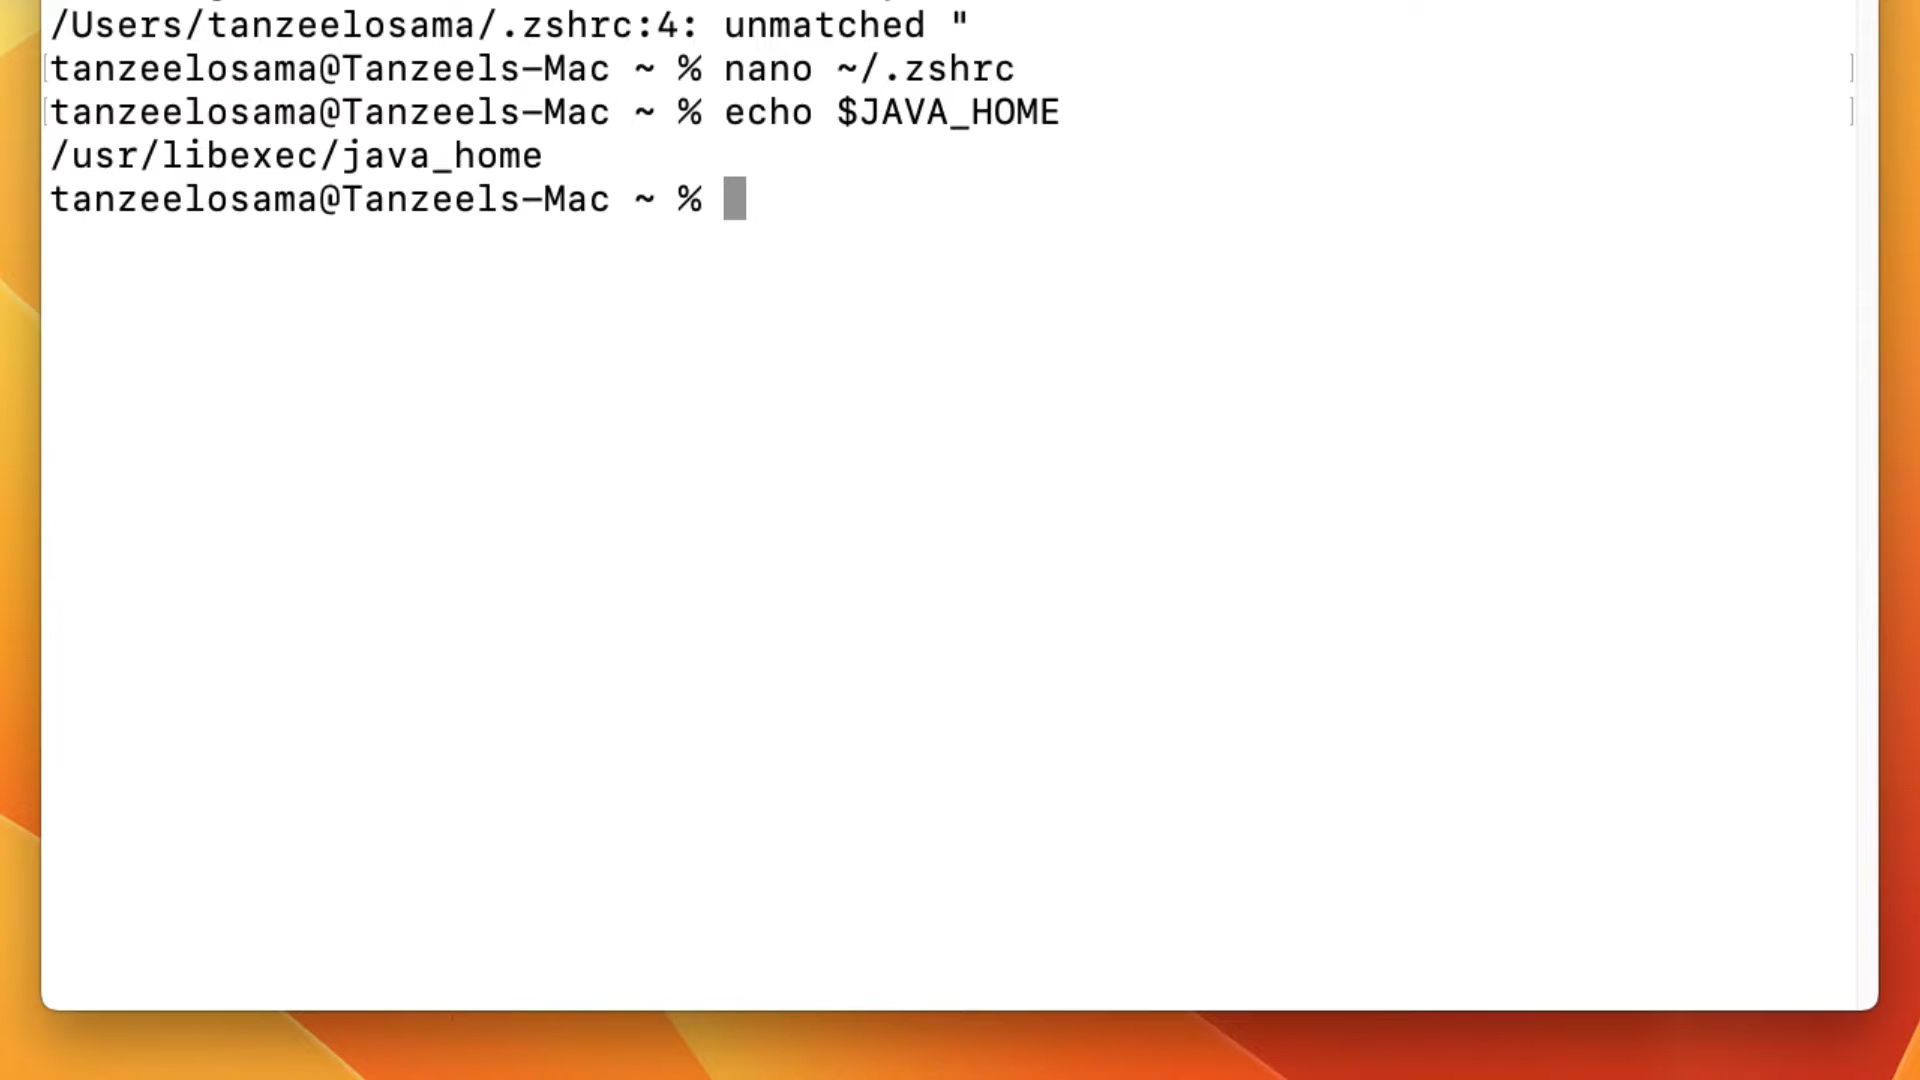 /Users/tanzeelosama/.zshrc:4: unmatched "
tanzeelosama@Tanzeels-Mac ~ % nano ~/.zshrc
tanzeelosama@Tanzeels-Mac ~ % echo $JAVA_HOME
/usr/libexec/java_home
tanzeelosama@Tanzeels-Mac ~ %